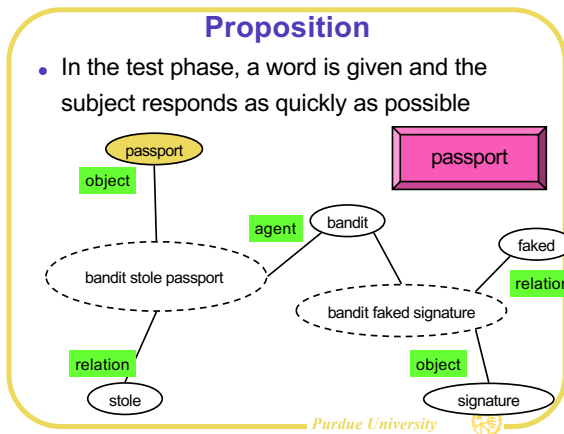 Proposition
• In the test phase, a word is given and the
subject responds as quickly as possible
passport
passport
object
bandit
agent
faked
bandit stole passport
relation
bandit faked signature
relation
object
stole
signature
Purdue University